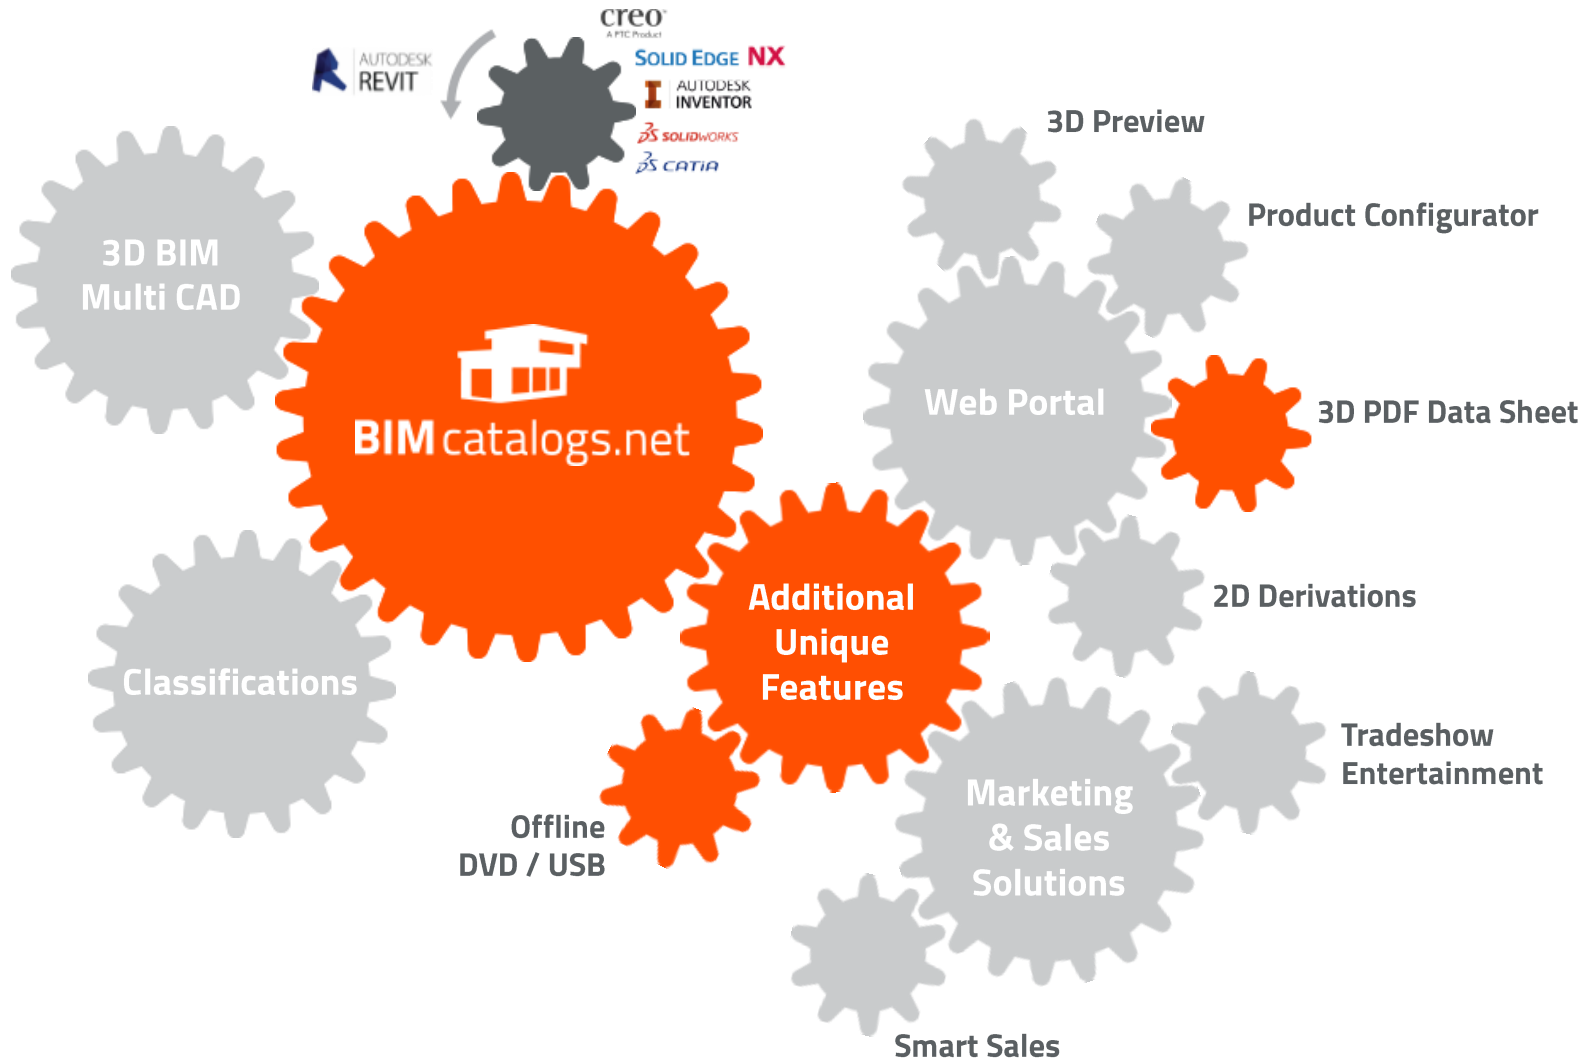 creo
A PTC Product
AUTODESK
REVIT
SOLID EDGE NX
AUTODESK
INVENTOR
SOLIDWORKS
CATIA
3D Preview
Product Configurator
3D BIM
Multi CAD
BIMcatalogs.net
Web Portal
3D PDF Data Sheet
Additional
Unique
Features
2D Derivations
Classifications
Tradeshow
Entertainment
Marketing
& Sales
Solutions
Offline
DVD / USB
Smart Sales